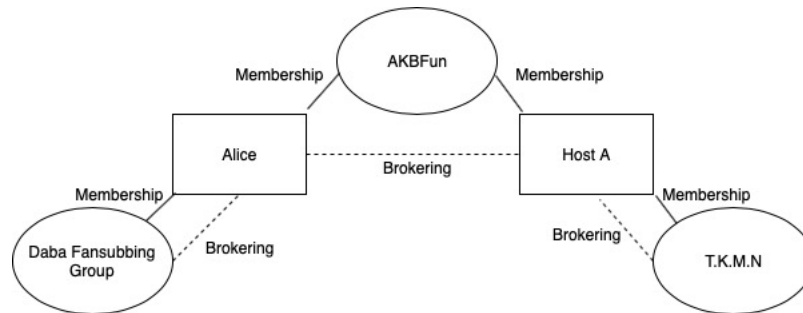 AKBFun
Membership
Membership
Alice
Host A
Brokering
Membership
Membership
Daba Fansubbing
Group
Brokering
Brokering
T.K.M.N